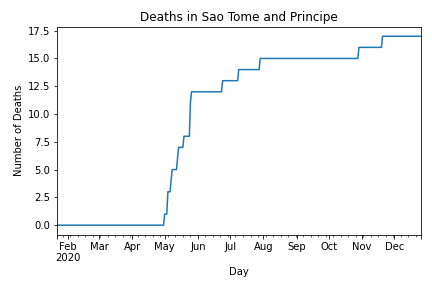 Deaths in Sao Tome and Principe
17.5
15.0
12.5
10.0
7.5
5.0
2.5
0.0
Number of Deaths
Feb Mar Apr May Jun Jul Aug Sep Oct Nov Dec
2020
Day